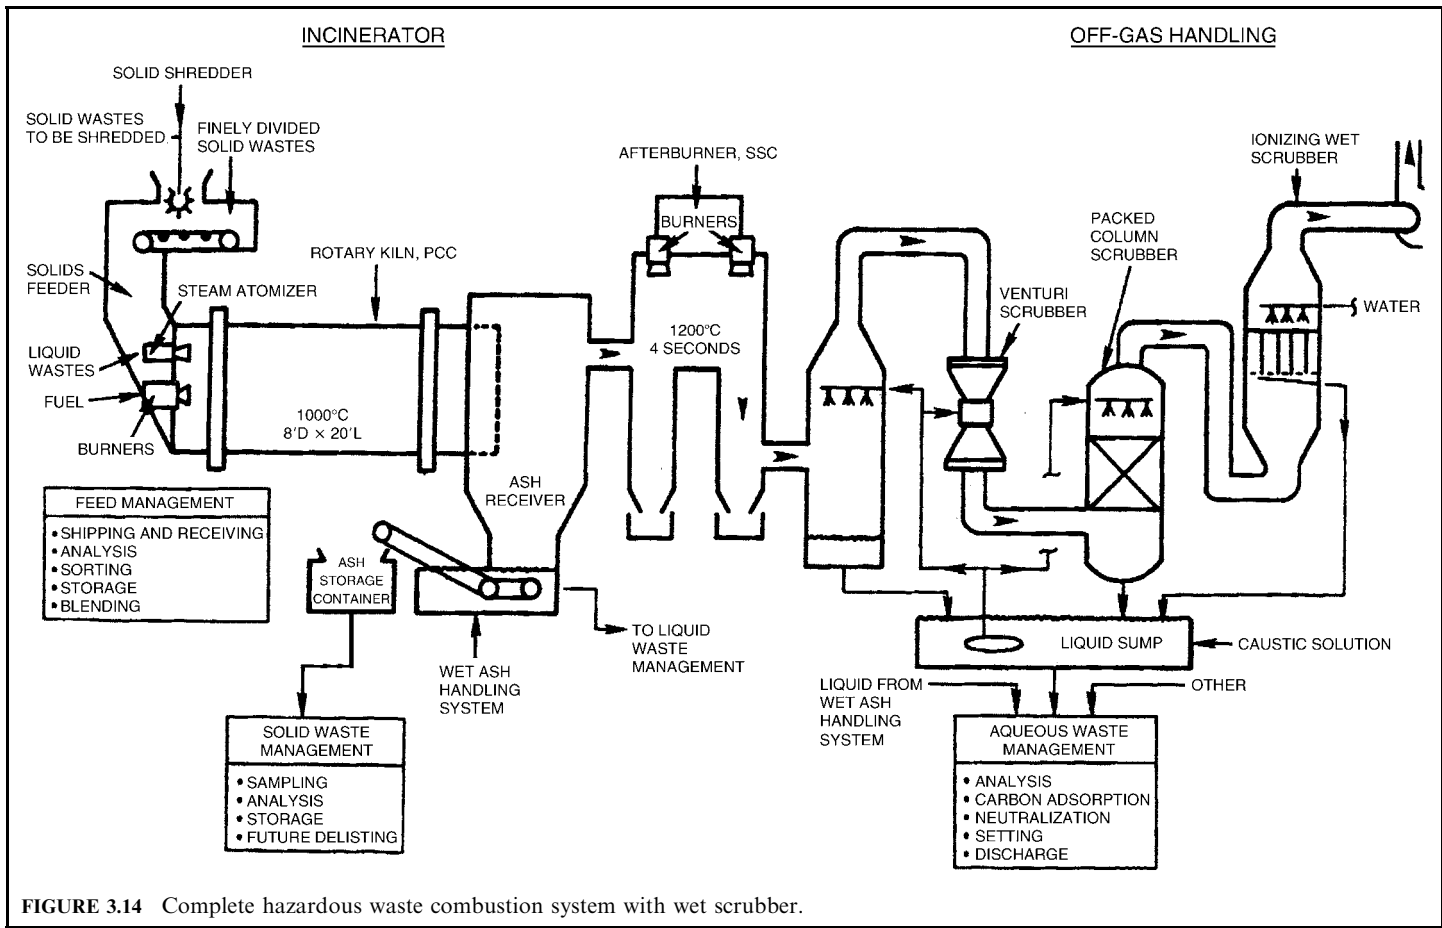 INCINERATOR
OFF-GAS HANDLING
SOLID SHREDDER
SOLID WASTES
TO BE SHREDDED
FINELY DIVIDED
SOLID WASTES
SOLIDS
FEEDER
STEAM ATOMIZER
ROTARY KILN, PCC
LIQUID
WASTES
FUEL
BURNERS
1000°C
8'D × 20'L
AFTERBURNER, SSC
BURNERS
1200°C
4 SECONDS
ASH
RECEIVER
VENTURI
SCRUBBER
PACKED
COLUMN
SCRUBBER
IONIZING WET
SCRUBBER
WATER
FEED MANAGEMENT
• SHIPPING AND RECEIVING
• ANALYSIS
• SORTING
• STORAGE
• BLENDING
ASH
STORAGE
CONTAINER
WET ASH
HANDLING
SYSTEM
TO LIQUID
WASTE
MANAGEMENT
LIQUID SUMP
CAUSTIC SOLUTION
LIQUID FROM
WET ASH
HANDLING
SYSTEM
OTHER
SOLID WASTE
MANAGEMENT
• SAMPLING
• ANALYSIS
• STORAGE
• FUTURE DELISTING
AQUEOUS WASTE
MANAGEMENT
• ANALYSIS
• CARBON ADSORPTION
• NEUTRALIZATION
• SETTING
• DISCHARGE
FIGURE 3.14 Complete hazardous waste combustion system with wet scrubber.